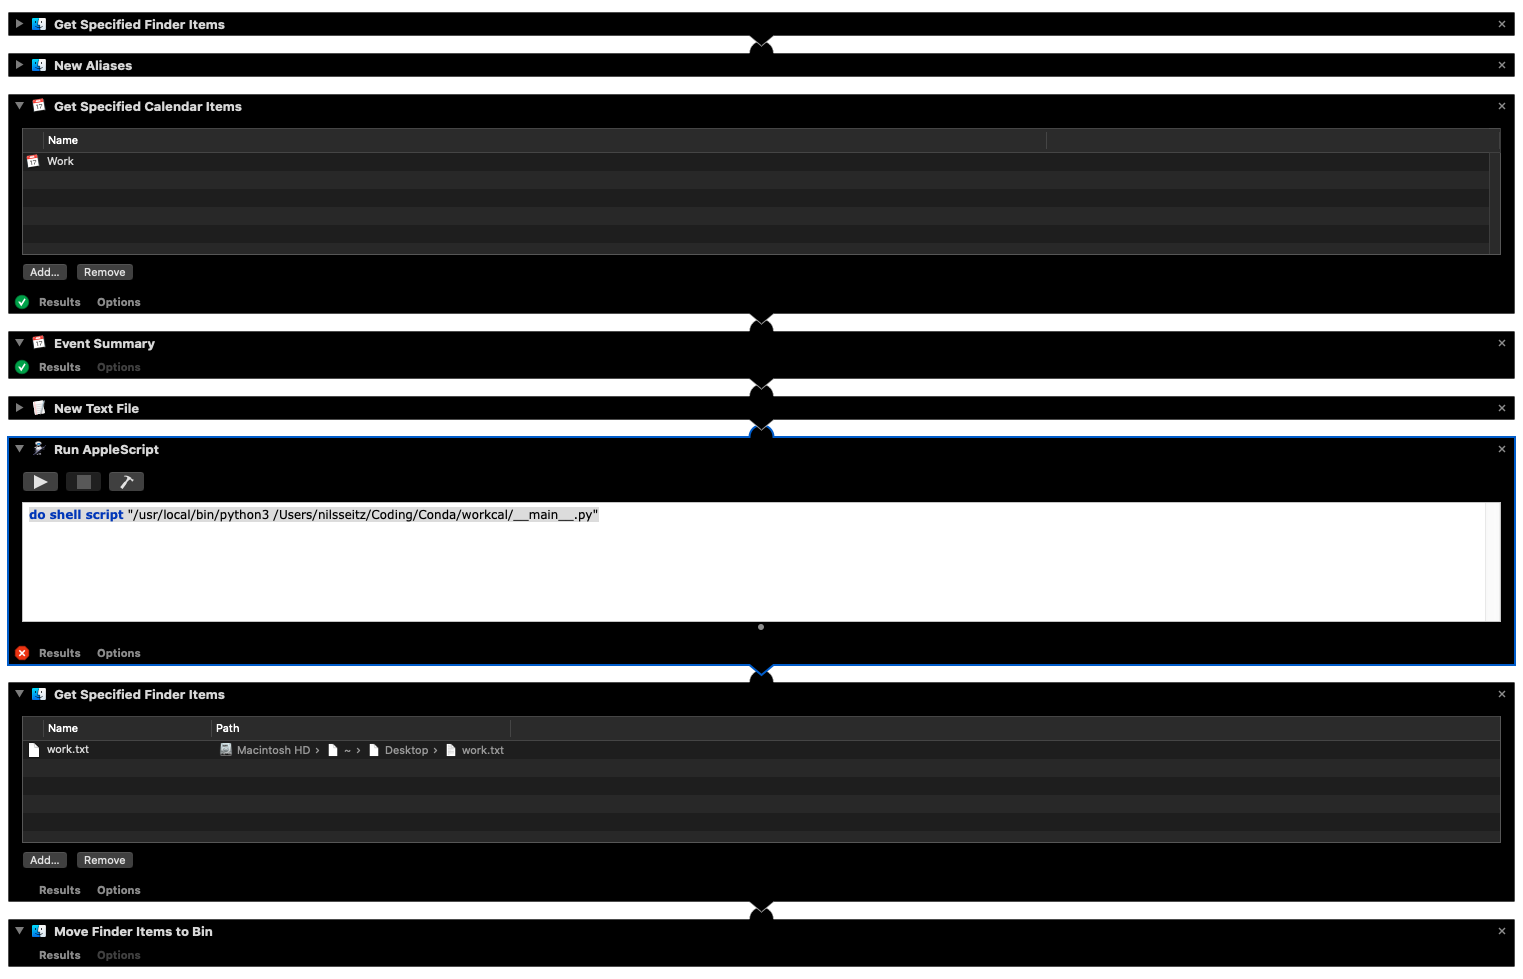 Get Specified Finder Items
New Aliases
Get Specified Calendar Items
Name
17 Work
Add... Remove
Results Options
Event Summary
Results Options
New Text File
Run AppleScript
do shell script "/usr/local/bin/python3 /Users/nilsseitz/Coding/Conda/workcal/__main__.py"
Results Options
Get Specified Finder Items
Name Path
work.txt Macintosh HD › ~ › Desktop › work.txt
Add... Remove
Results Options
Move Finder Items to Bin
Results Options